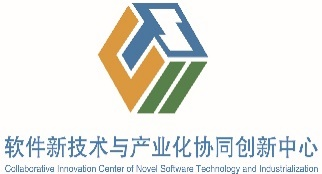 软件新技术与产业化协同创新中心
Collaborative Innovation Center of Novel Software Technology and Industrialization